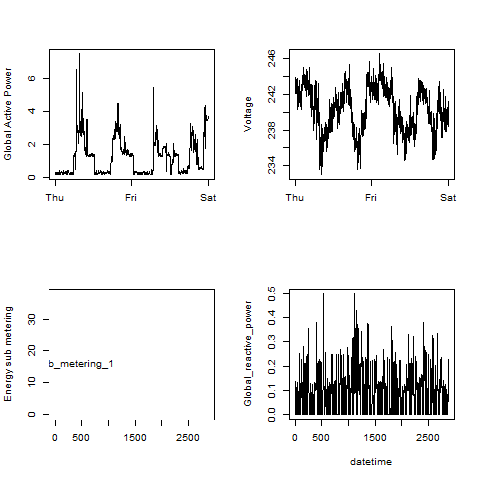 Global Active Power
0 2 4 6
Thu Fri Sat
Voltage
234 238 242 246
Thu Fri Sat
Energy sub metering
0 10 20 30
b_metering_1
0 500 1500 2500
Global_reactive_power
0.0 0.1 0.2 0.3 0.4 0.5
0 500 1500 2500
datetime